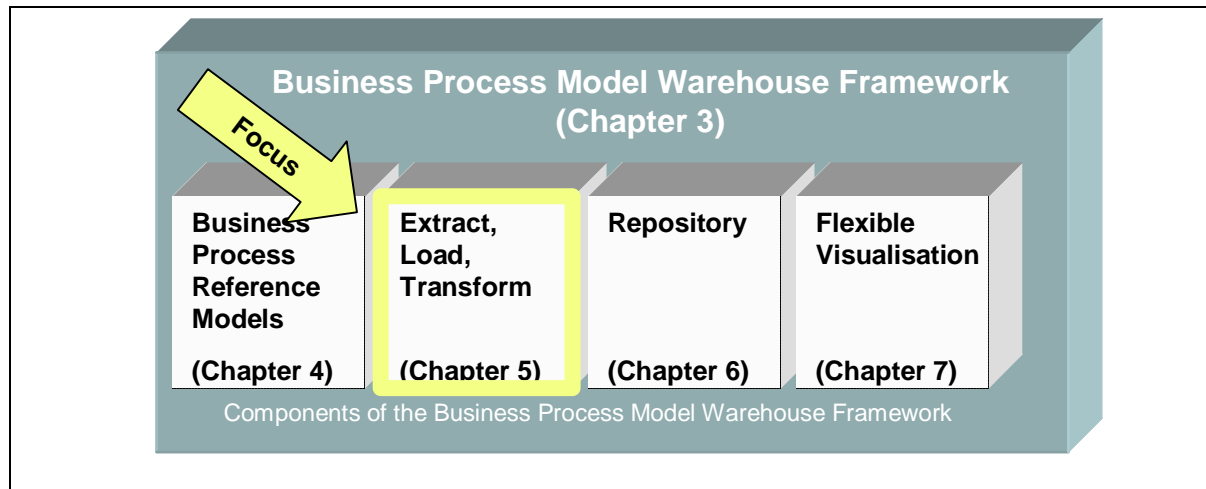 Business Process Model Warehouse Framework
(Chapter 3)
Focus
Business
Process
Reference
Models
(Chapter 4)
Extract,
Load,
Transform
(Chapter 5)
Repository
(Chapter 6)
Flexible
Visualisation
(Chapter 7)
Components of the Business Process Model Warehouse Framework